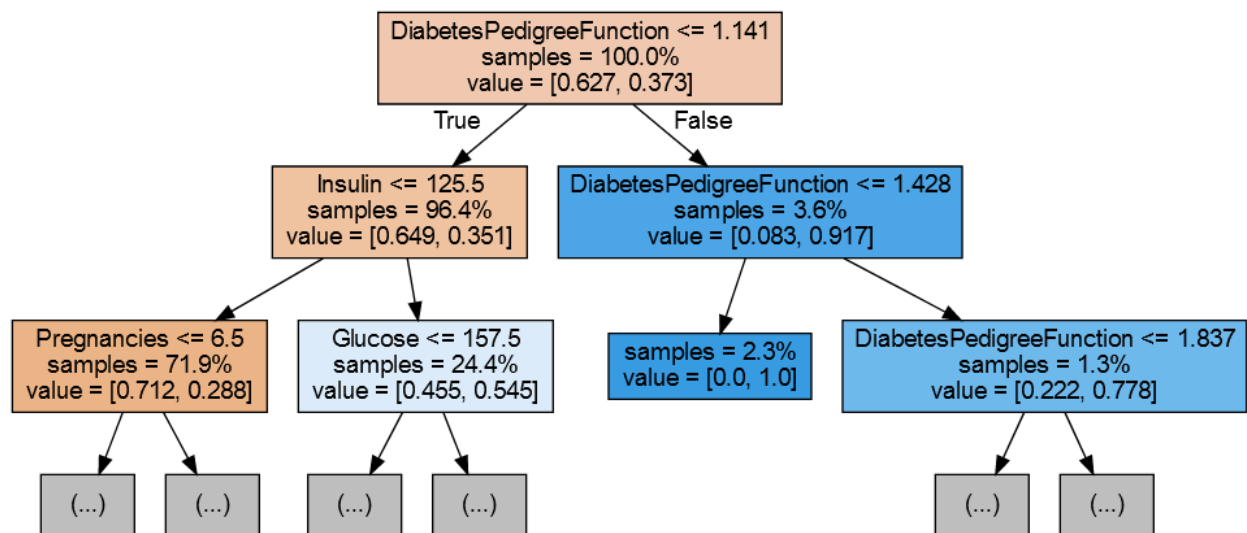 DiabetesPedigreeFunction <= 1.141
samples = 100.0%
value = [0.627, 0.373]
True
False
Insulin <= 125.5
samples = 96.4%
value = [0.649, 0.351]
DiabetesPedigreeFunction <= 1.428
samples = 3.6%
value = [0.083, 0.917]
Pregnancies <= 6.5
samples = 71.9%
value = [0.712, 0.288]
Glucose <= 157.5
samples = 24.4%
value = [0.455, 0.545]
samples = 2.3%
value = [0.0, 1.0]
DiabetesPedigreeFunction <= 1.837
samples = 1.3%
value = [0.222, 0.778]
(...)
(...)
(...)
(...)
(...)
(...)